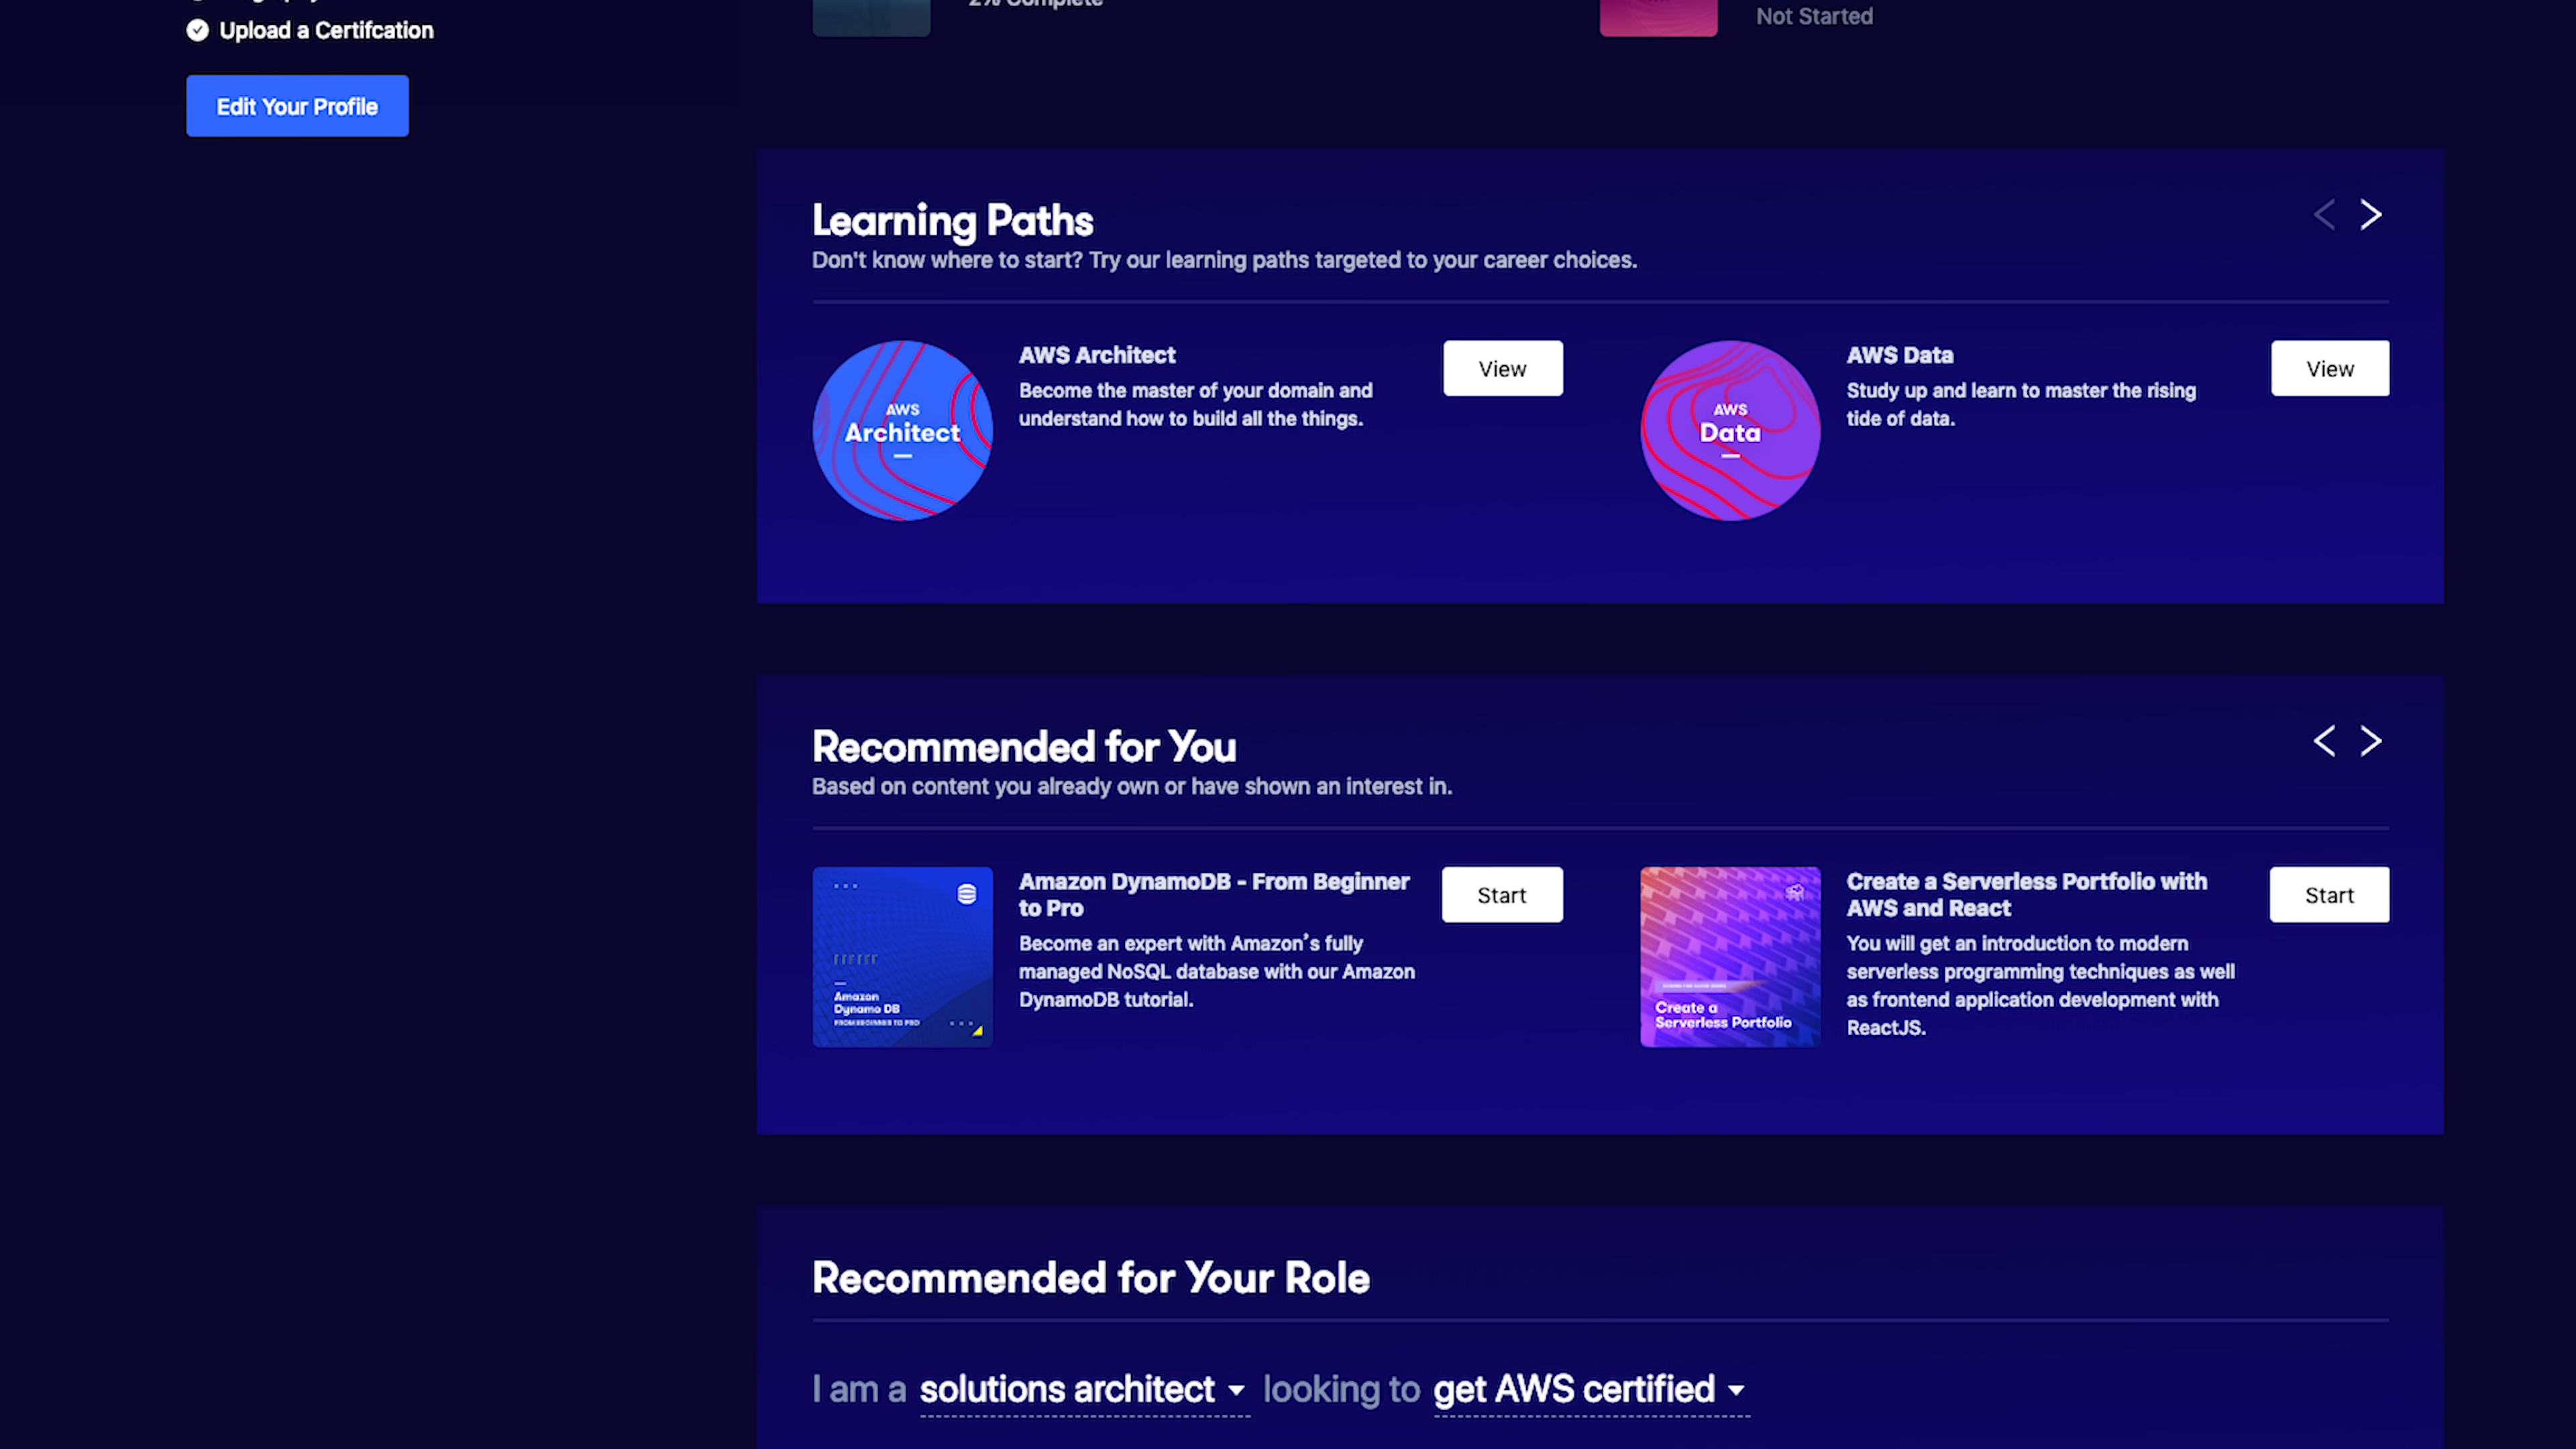 Upload a Certifcation
Edit Your Profile
2% Complete
Not Started
Learning Paths
Don't know where to start? Try our learning paths targeted to your career choices.
AWS
Architect
AWS Architect
Become the master of your domain and
understand how to build all the things.
View
AWS
Data
AWS Data
Study up and learn to master the rising
tide of data.
View
Recommended for You
Based on content you already own or have shown an interest in.
Amazon
Dynamo DB
FROM BEGINNER TO PRO
Amazon DynamoDB - From Beginner
to Pro
Become an expert with Amazon's fully
managed NoSQL database with our Amazon
DynamoDB tutorial.
Start
Create a
Serverless Portfolio
Create a Serverless Portfolio with
AWS and React
You will get an introduction to modern
serverless programming techniques as well
as frontend application development with
ReactJS.
Start
Recommended for Your Role
I am a solutions architect looking to get AWS certified